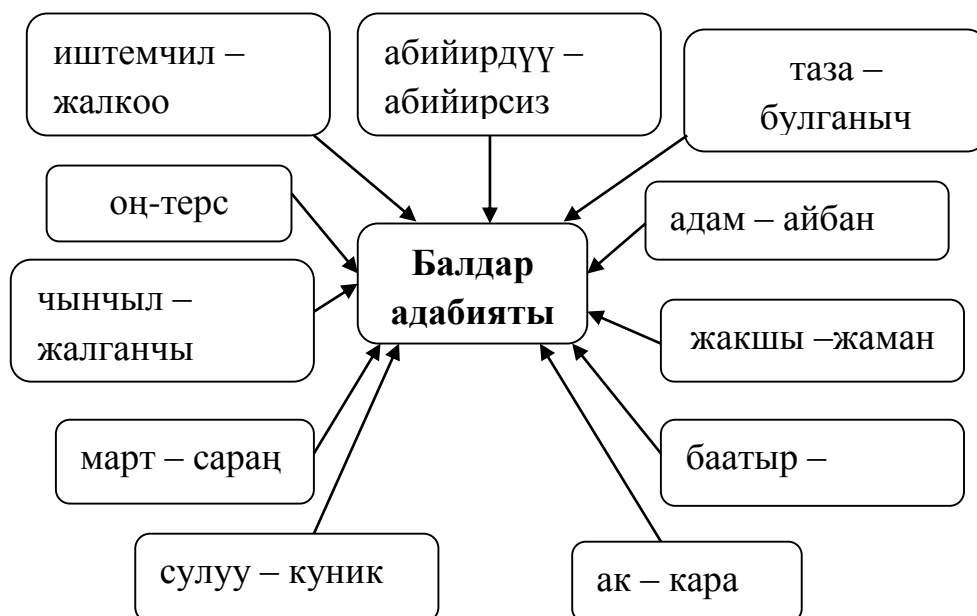 иштемчил –
жалкоо
абийирдүү –
абийирсиз
таза –
булганыч
оң-терс
адам – айбан
Балдар
адабияты
чынчыл –
жалганчы
жакшы –жаман
март – сараң
баатыр –
сулуу – куник
ак – кара